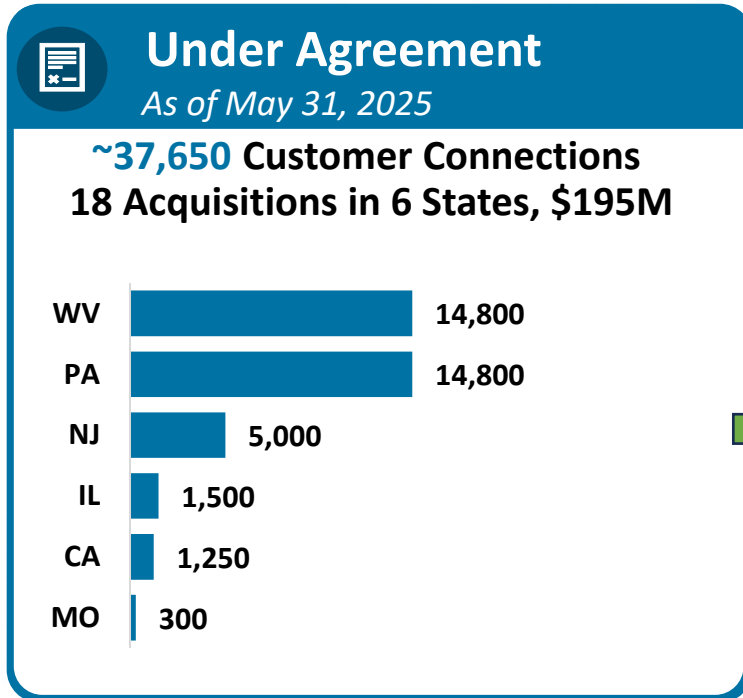 Under Agreement
As of May 31, 2025
~37,650 Customer Connections
18 Acquisitions in 6 States, $195M
WV 14,800
PA 14,800
NJ 5,000
IL 1,500
CA 1,250
MO 300